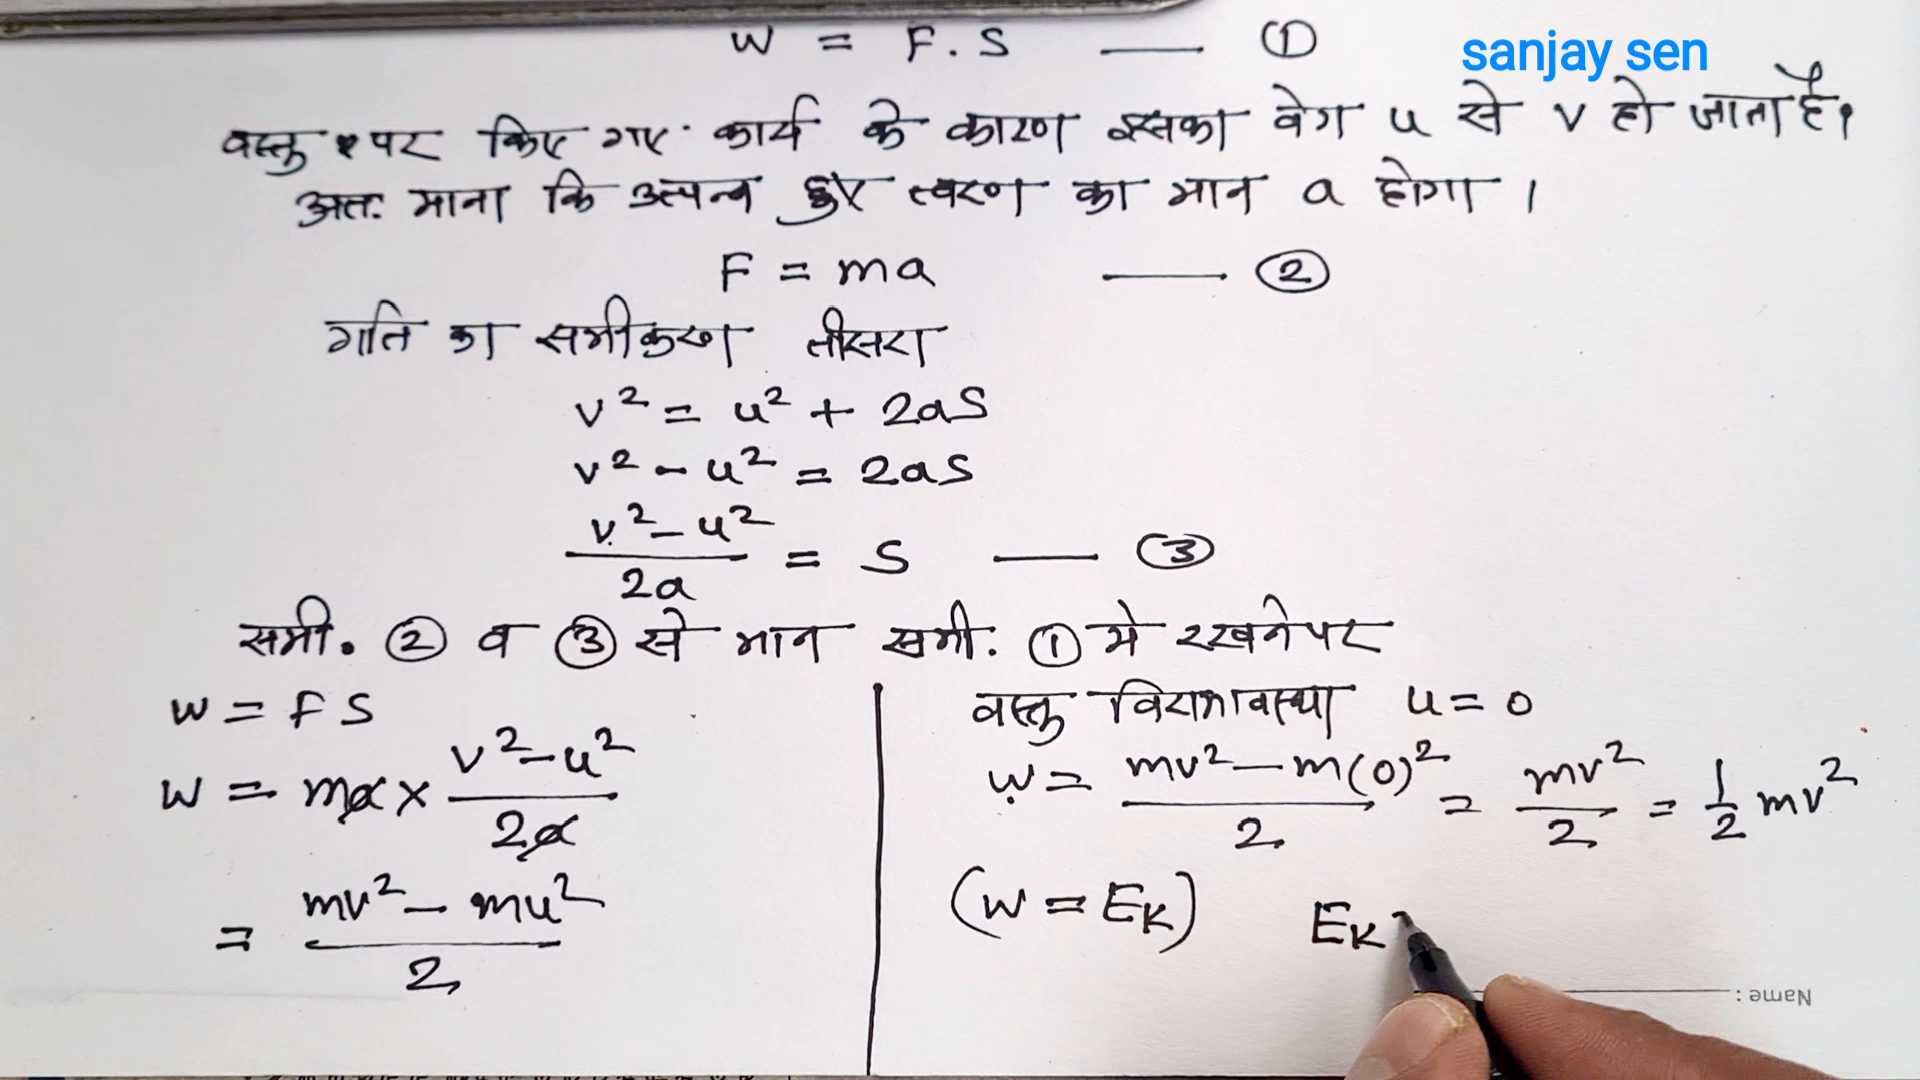 W = F.S —— ①
sanjay sen
वस्तु पर किए गए कार्य के कारण इसका वेग u से v हो जाता है।
अतः माना कि उत्पन्न हुए त्वरण का मान a होगा ।
F = ma —— ②
गति का समीकरण तीसरा
v² = u² + 2aS
v² - u² = 2aS
(v² - u²)/2a = S —— ③
समी. ② व ③ से मान समी. ① मे रखने पर
W = FS
W = ma × (v² - u²)/2a
= (mv² - mu²)/2
वस्तु विरामावस्था u = 0
W = (mv² - m(0)²)/2 = mv²/2 = 1/2 mv²
(W = EK) EK =
Name :